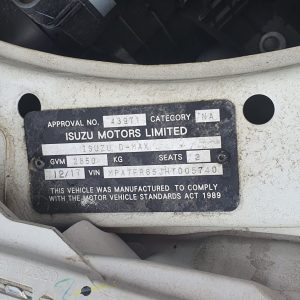 APPROVAL NO. 43971 CATEGORY NA
ISUZU MOTORS LIMITED
ISUZU D-MAX
GVM 2850 KG SEATS 2
12/17 VIN
THIS VEHICLE WAS MANUFACTURED TO COMPLY
WITH THE MOTOR VEHICLE STANDARDS ACT 1989